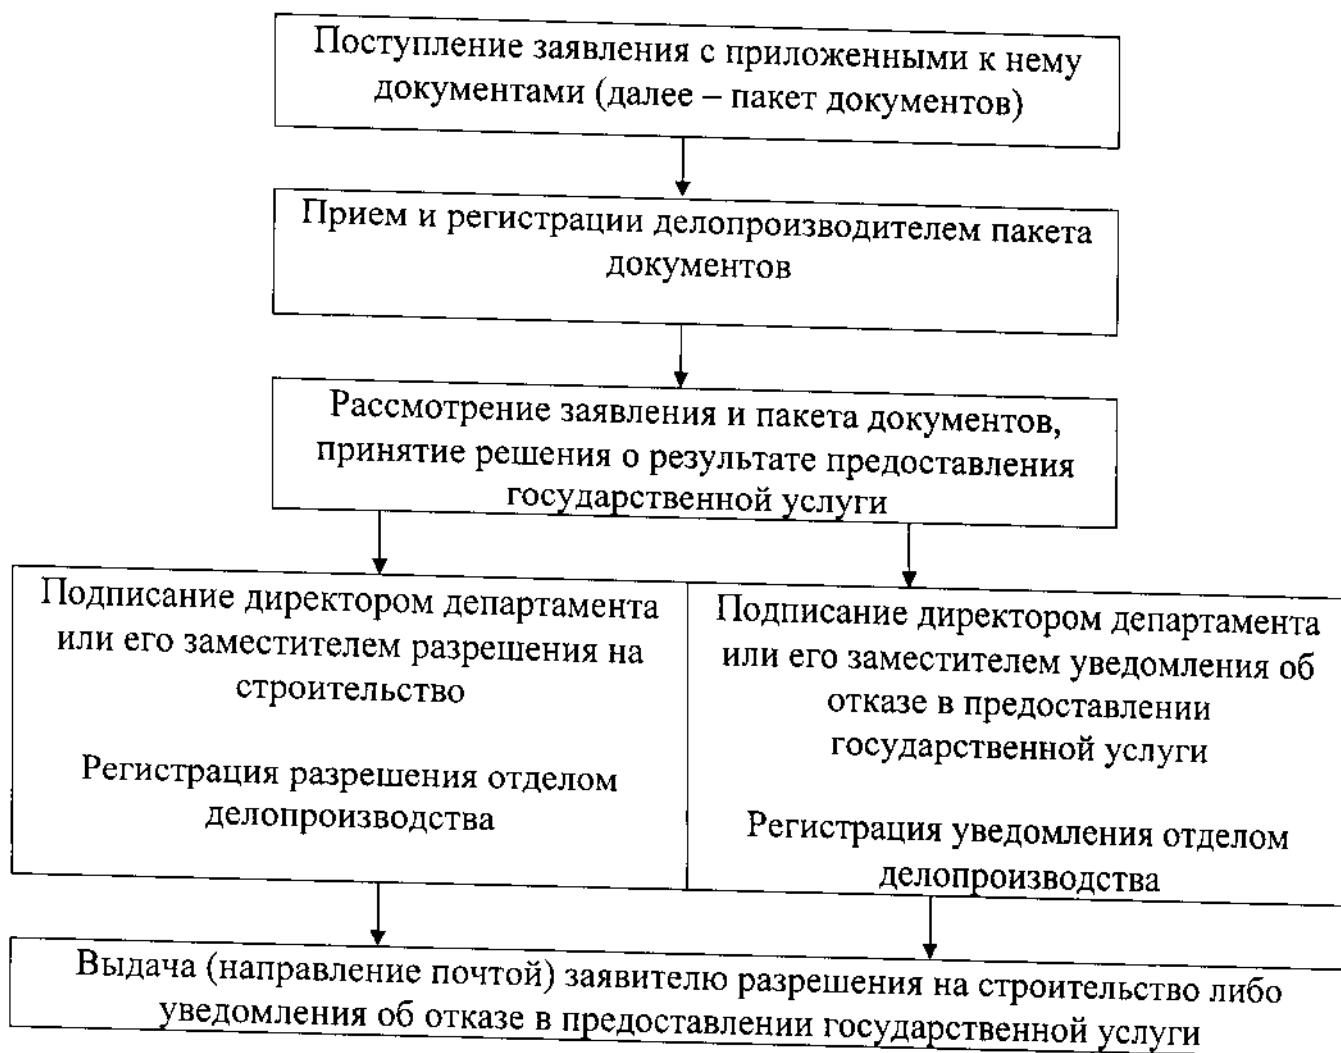 Поступление заявления с приложенными к нему
документами (далее – пакет документов)
Прием и регистрации делопроизводителем пакета
документов
Рассмотрение заявления и пакета документов,
принятие решения о результате предоставления
государственной услуги
Подписание директором департамента
или его заместителем разрешения на
строительство
Регистрация разрешения отделом
делопроизводства
Подписание директором департамента
или его заместителем уведомления об
отказе в предоставлении
государственной услуги
Регистрация уведомления отделом
делопроизводства
Выдача (направление почтой) заявителю разрешения на строительство либо
уведомления об отказе в предоставлении государственной услуги